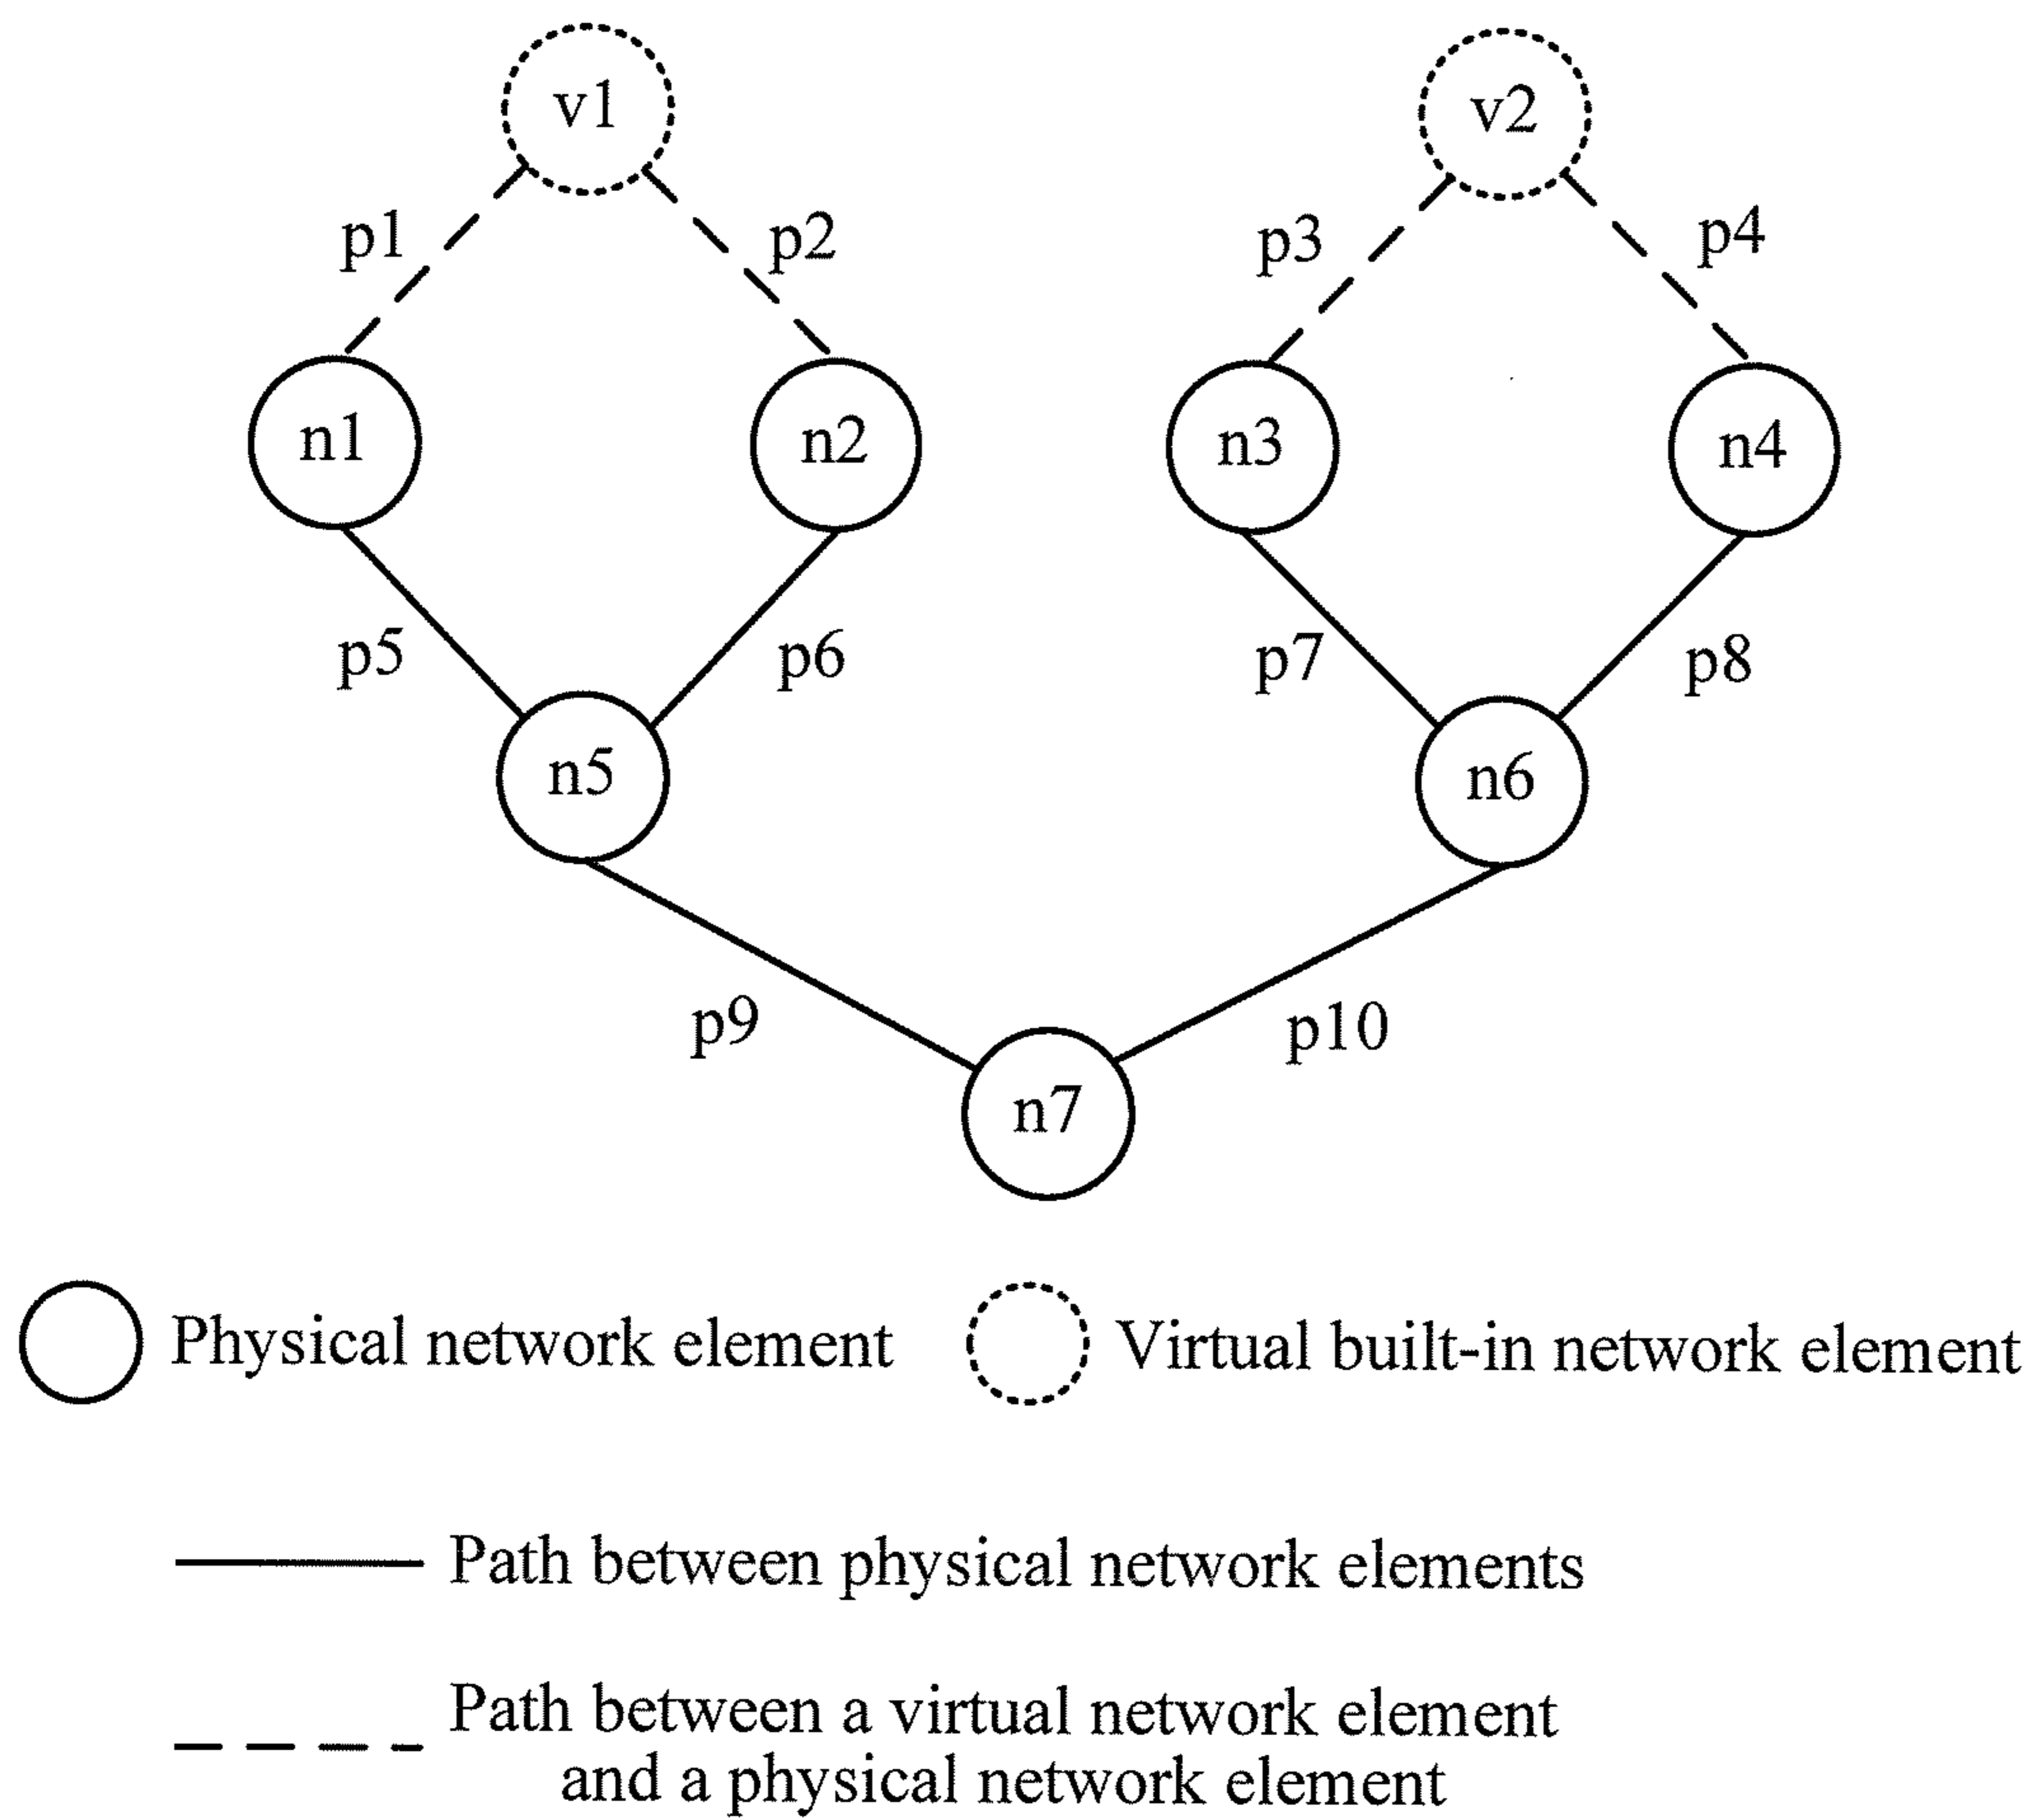 v1
v2
p1
p2
p3
p4
n1
n2
n3
n4
p5
p6
p7
p8
n5
n6
p9
p10
n7
Physical network element
Virtual built-in network element
Path between physical network elements
Path between a virtual network element
and a physical network element